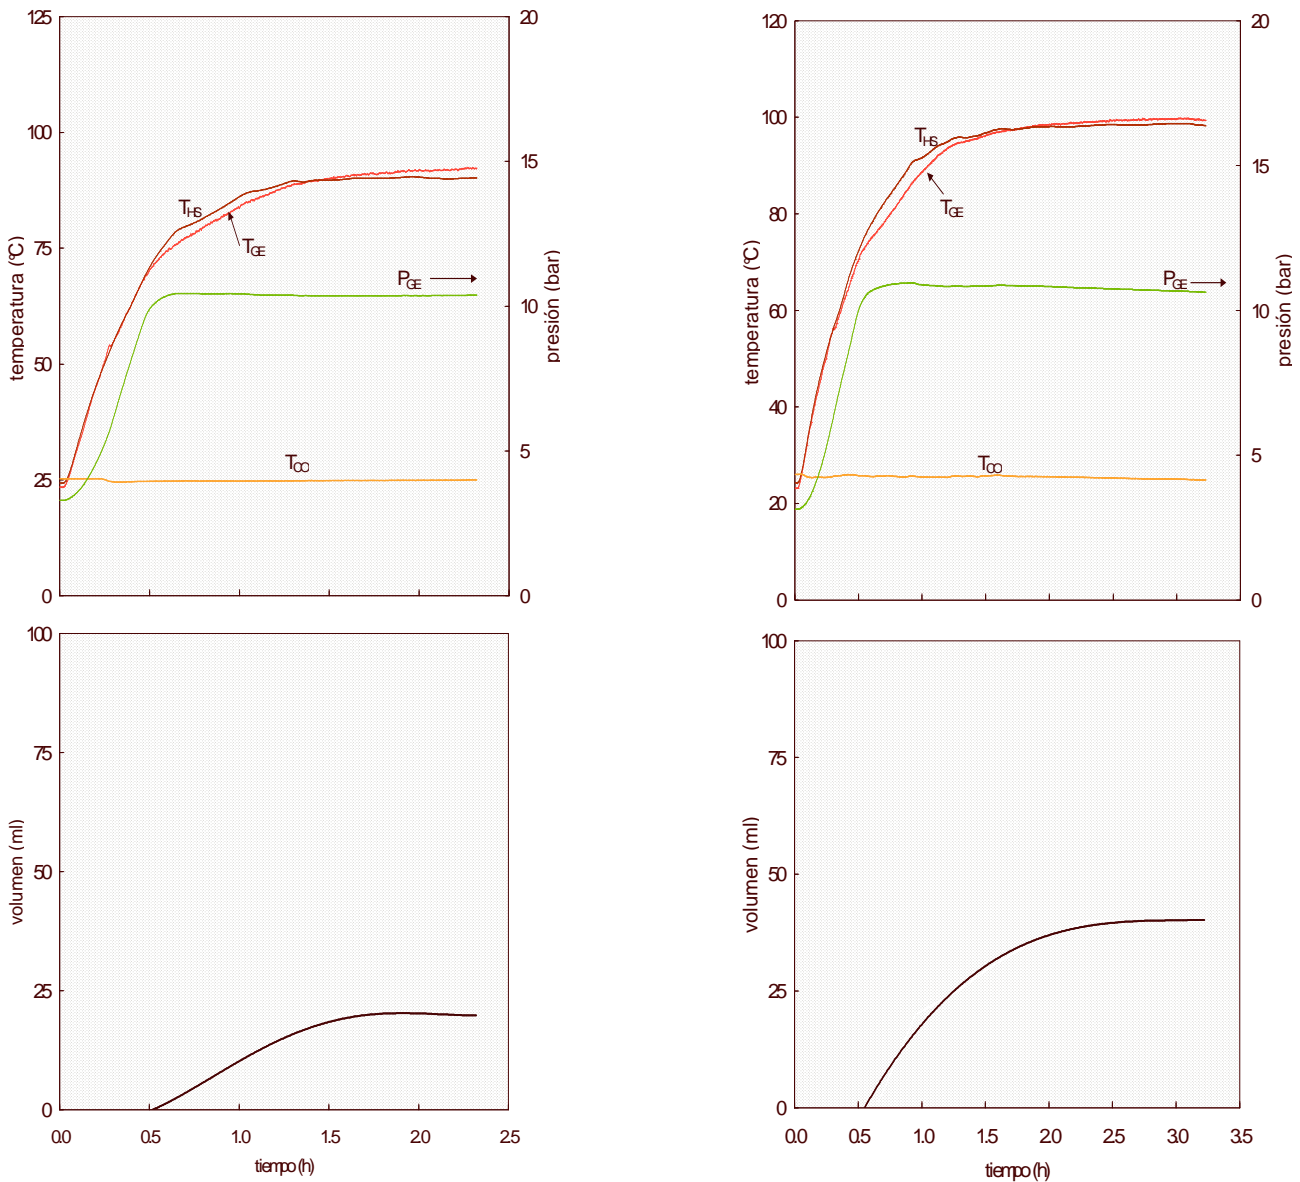 125
100
75
50
25
0
temperatura (°C)
20
15
10
5
0
presión (bar)
THS
TGE
PGE
TCO
100
75
50
25
0
volumen (ml)
0.0 0.5 1.0 1.5 2.0 2.5
tiempo (h)
120
100
80
60
40
20
0
temperatura (°C)
20
15
10
5
0
presión (bar)
THS
TGE
PGE
TCO
100
75
50
25
0
volumen (ml)
0.0 0.5 1.0 1.5 2.0 2.5 3.0 3.5
tiempo (h)